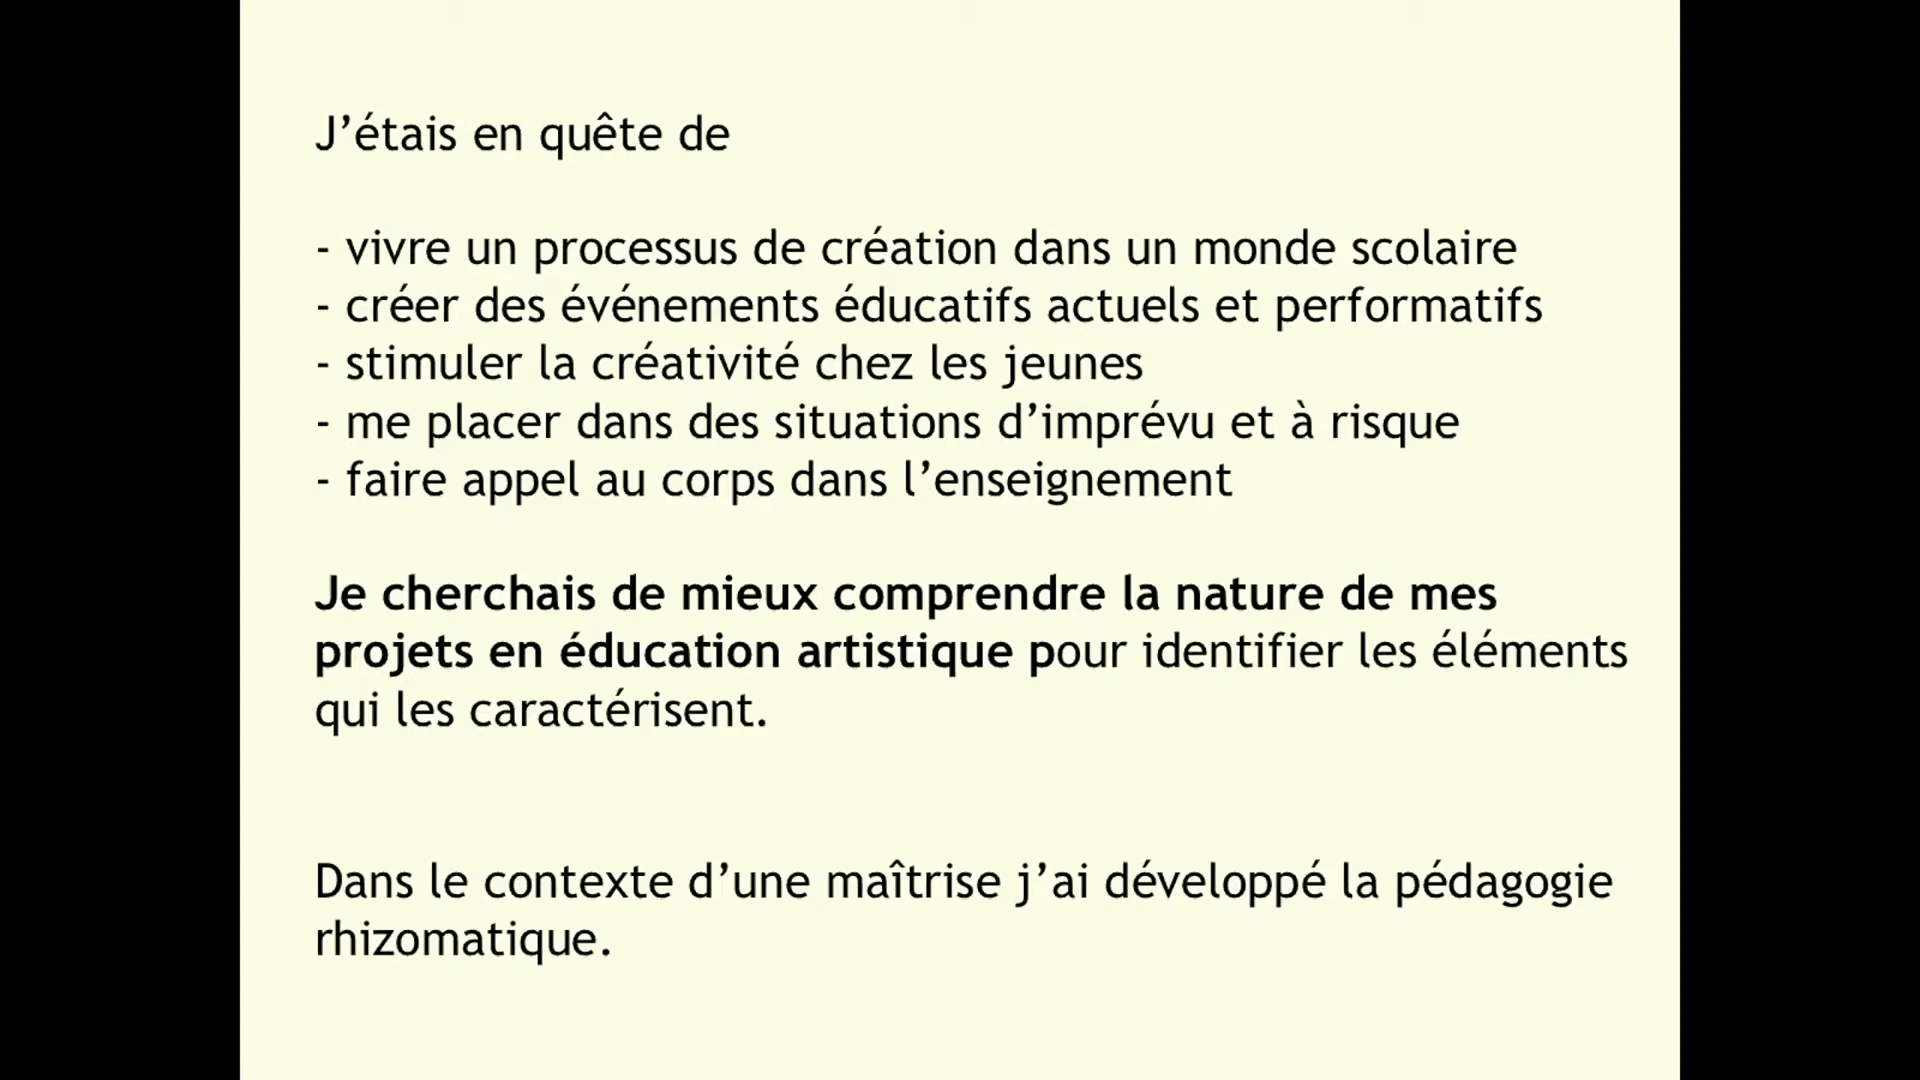 J’étais en quête de
- vivre un processus de création dans un monde scolaire
- créer des événements éducatifs actuels et performatifs
- stimuler la créativité chez les jeunes
- me placer dans des situations d’imprévu et à risque
- faire appel au corps dans l’enseignement
Je cherchais de mieux comprendre la nature de mes
projets en éducation artistique pour identifier les éléments
qui les caractérisent.
Dans le contexte d’une maîtrise j’ai développé la pédagogie
rhizomatique.